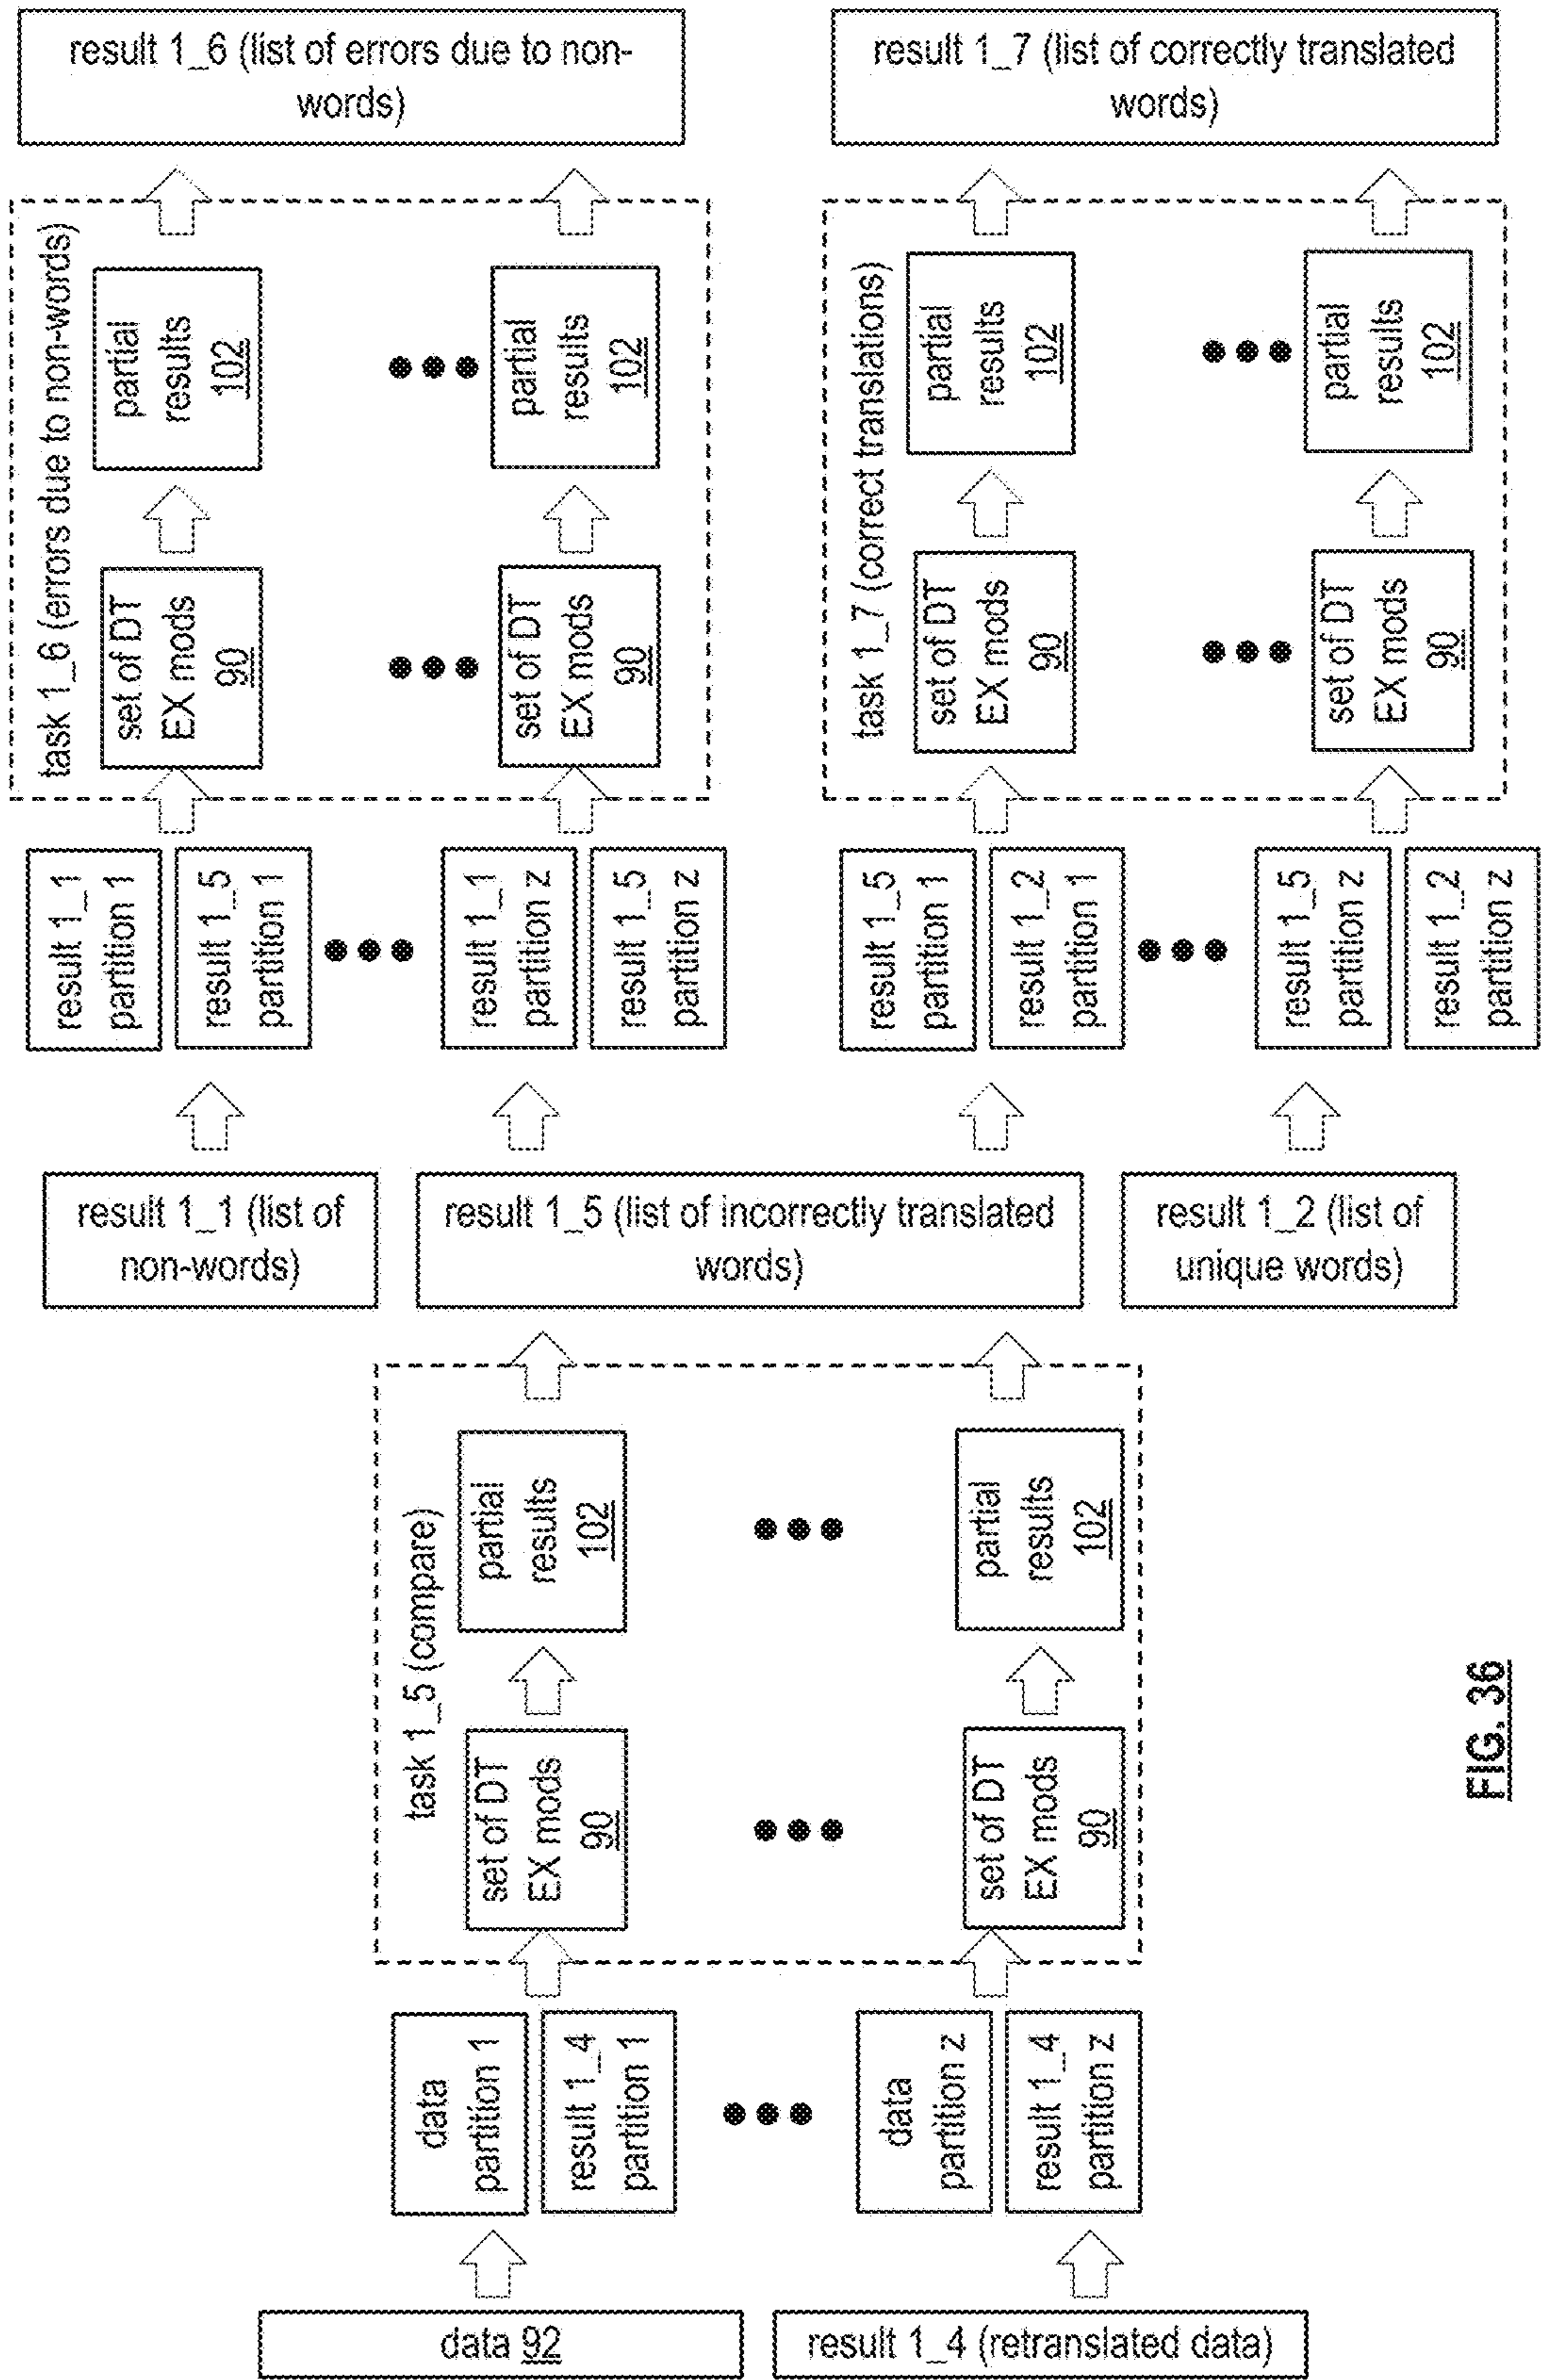 data 92
result 1_4 (retranslated data)
data
partition 1
result 1_4
partition 1
data
partition z
result 1_4
partition z
task 1_5 (compare)
set of DT
EX mods
90
partial
results
102
set of DT
EX mods
90
partial
results
102
result 1_1 (list of
non-words)
result 1_5 (list of incorrectly translated
words)
result 1_2 (list of
unique words)
result 1_1
partition 1
result 1_5
partition 1
result 1_1
partition z
result 1_5
partition z
task 1_6 (errors due to non-words)
set of DT
EX mods
90
partial
results
102
set of DT
EX mods
90
partial
results
102
result 1_6 (list of errors due to non-
words)
result 1_5
partition 1
result 1_2
partition 1
result 1_5
partition z
result 1_2
partition z
task 1_7 (correct translations)
set of DT
EX mods
90
partial
results
102
set of DT
EX mods
90
partial
results
102
result 1_7 (list of correctly translated
words)
FIG. 36